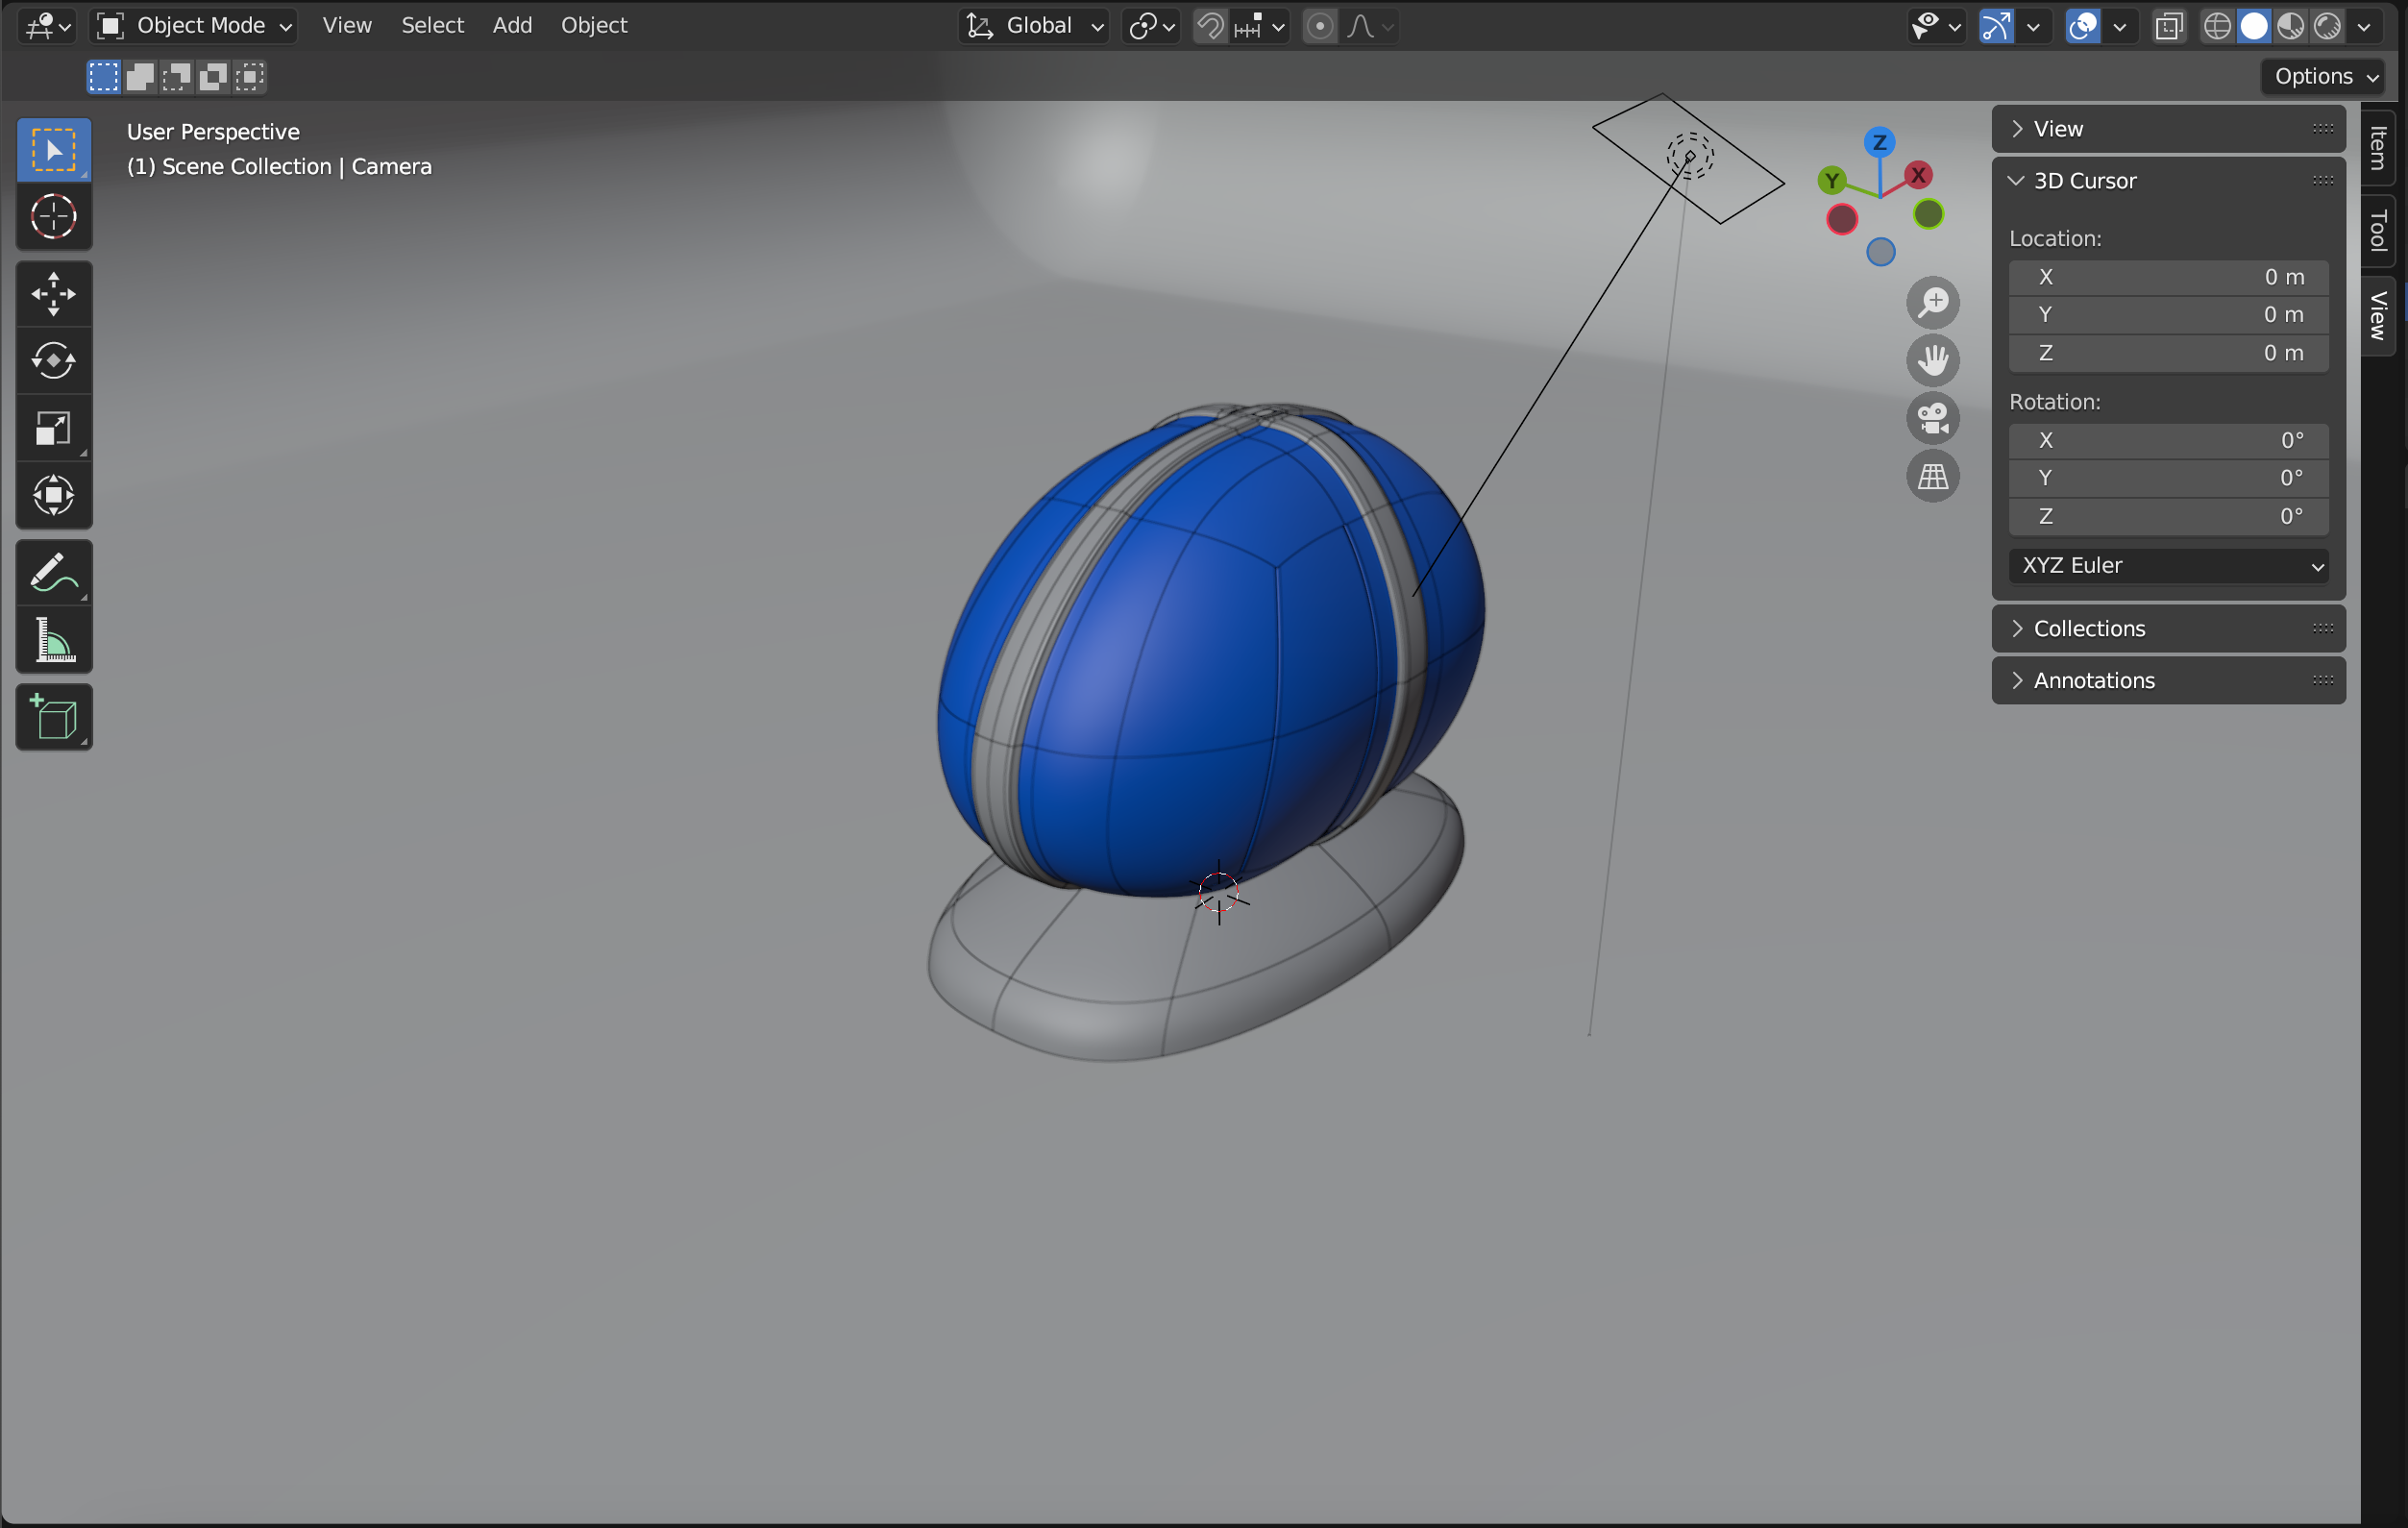 Object Mode View Select Add Object Global
Options
User Perspective
(1) Scene Collection | Camera
Z
Y
X
View
3D Cursor
Location:
X 0 m
Y 0 m
Z 0 m
Rotation:
X 0°
Y 0°
Z 0°
XYZ Euler
Collections
Annotations
Item
Tool
View